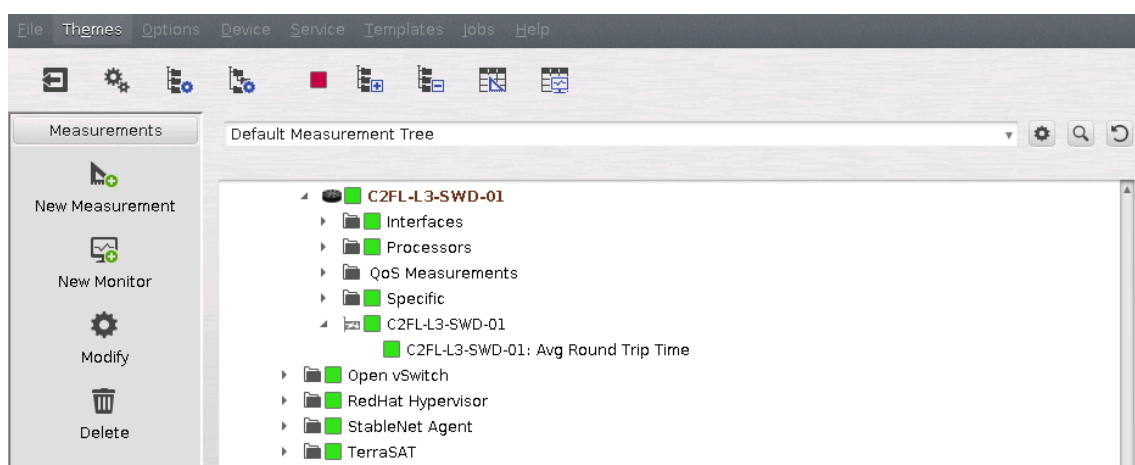 File Themes Options Device Service Templates Jobs Help
Measurements
Default Measurement Tree
New Measurement
New Monitor
Modify
Delete
C2FL-L3-SWD-01
Interfaces
Processors
QoS Measurements
Specific
C2FL-L3-SWD-01
C2FL-L3-SWD-01: Avg Round Trip Time
Open vSwitch
RedHat Hypervisor
StableNet Agent
TerraSAT